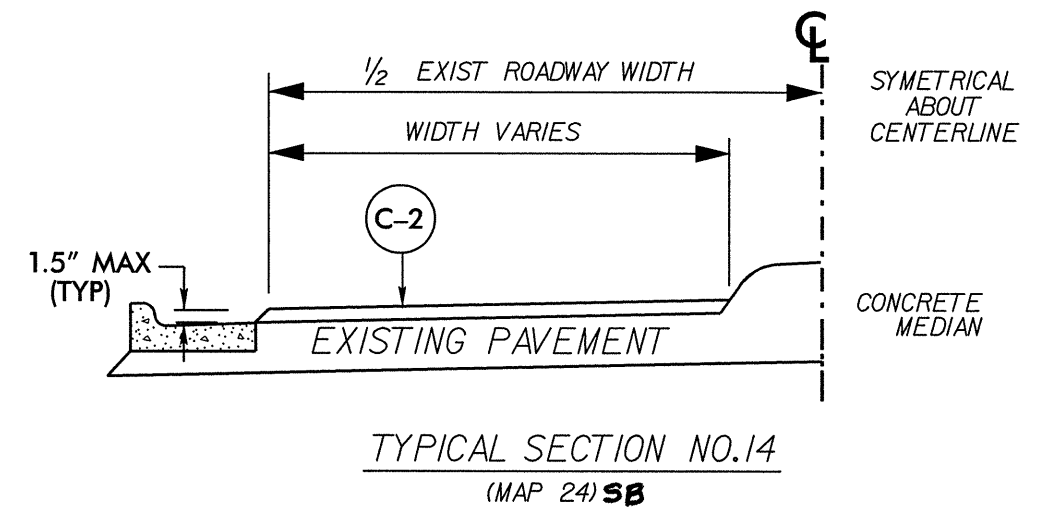 ℄
1/2 EXIST ROADWAY WIDTH
SYMETRICAL
ABOUT
CENTERLINE
WIDTH VARIES
C-2
1.5" MAX
(TYP)
CONCRETE
MEDIAN
EXISTING PAVEMENT
TYPICAL SECTION NO.14
(MAP 24) SB